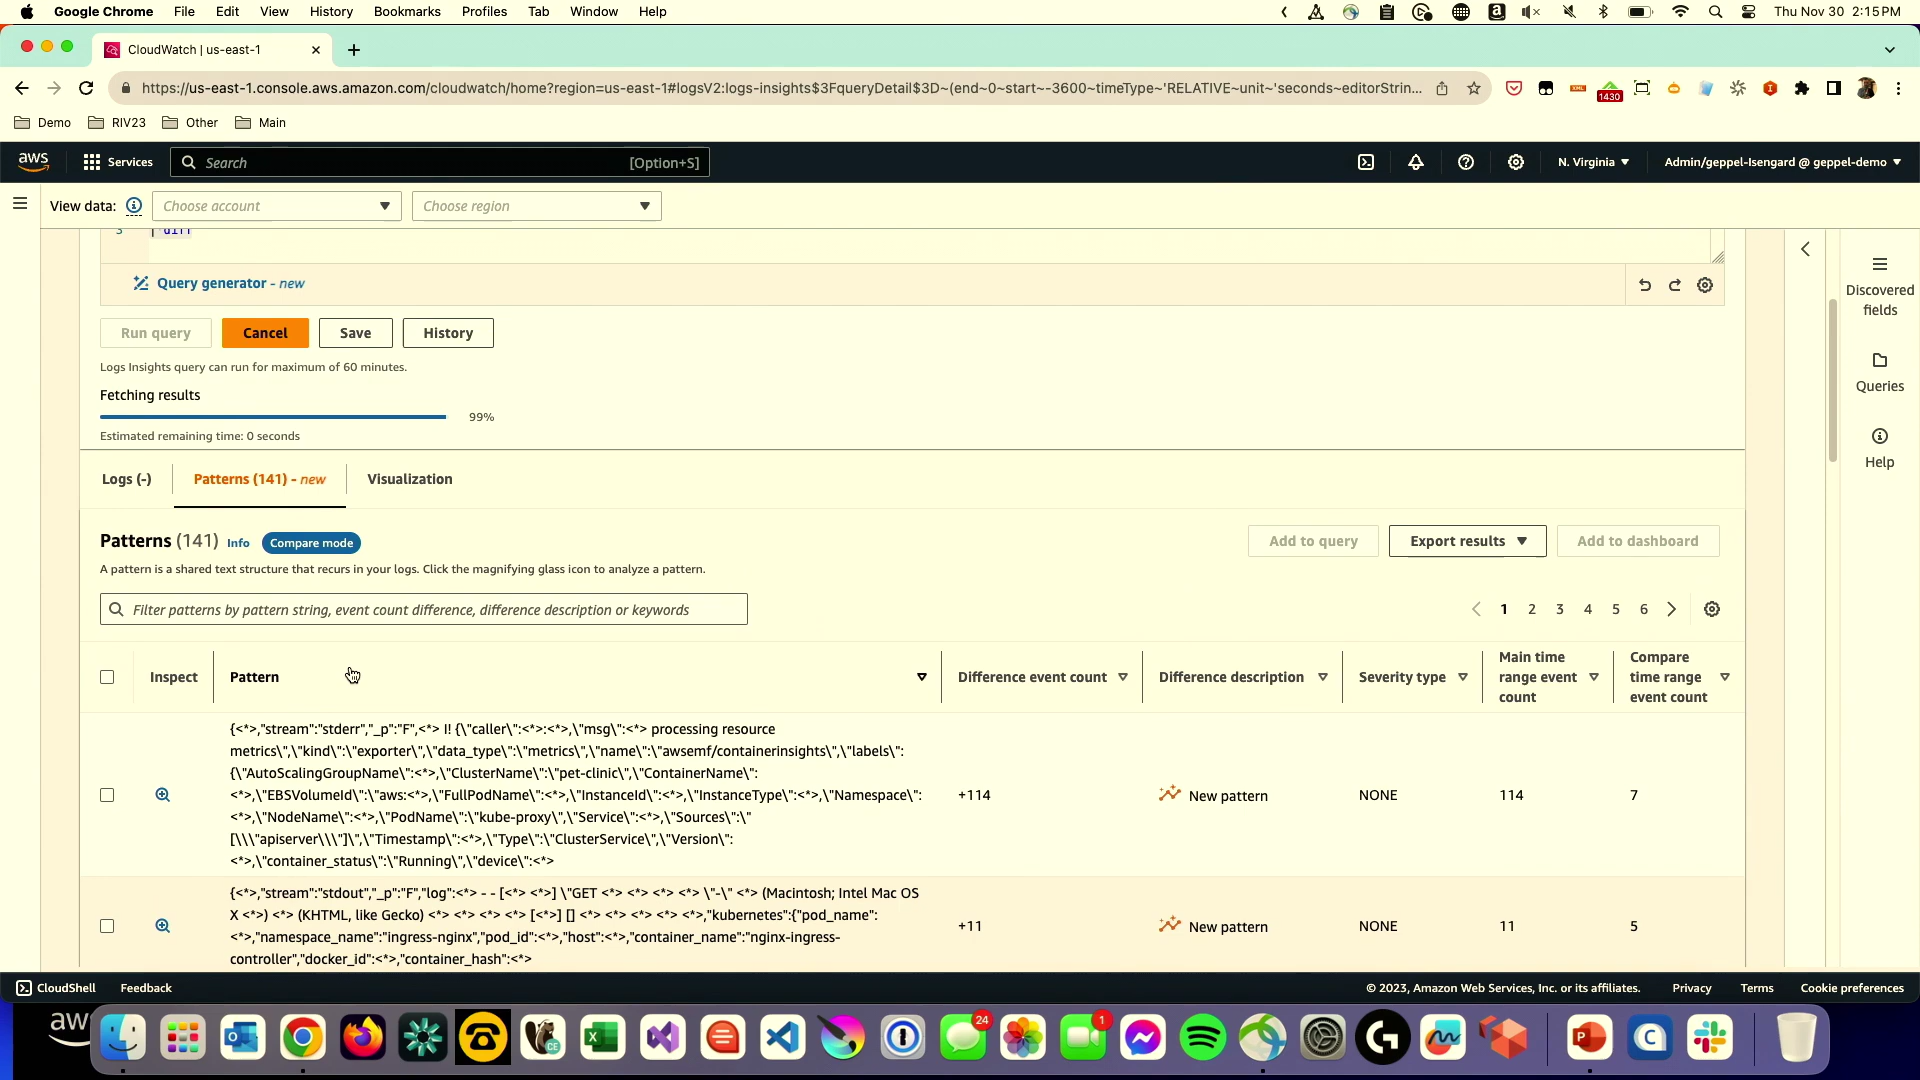 Google Chrome File Edit View History Bookmarks Profiles Tab Window Help Thu Nov 30 2:15 PM
CloudWatch | us-east-1
https://us-east-1.console.aws.amazon.com/cloudwatch/home?region=us-east-1#logsV2:logs-insights$3FqueryDetail$3D~(end~0~start~-3600~timeType~'RELATIVE~unit~'seconds~editorStrin...
1430
Demo RIV23 Other Main
aws Services Search [Option+S] N. Virginia Admin/geppel-Isengard @ geppel-demo
View data: Choose account Choose region
3 | diff
Query generator - new
Discovered fields
Queries
Help
Run query Cancel Save History
Logs Insights query can run for maximum of 60 minutes.
Fetching results
99%
Estimated remaining time: 0 seconds
Logs (-) Patterns (141) - new Visualization
Patterns (141) Info Compare mode Add to query Export results Add to dashboard
A pattern is a shared text structure that recurs in your logs. Click the magnifying glass icon to analyze a pattern.
Filter patterns by pattern string, event count difference, difference description or keywords 1 2 3 4 5 6
Inspect Pattern Difference event count Difference description Severity type Main time range event count Compare time range event count
{<*>,"stream":"stderr","_p":"F",<*> I! {\"caller\":<*>:<*>,\"msg\":<*> processing resource
metrics\",\"kind\":\"exporter\",\"data_type\":\"metrics\",\"name\":\"awsemf/containerinsights\",\"labels\":
{\"AutoScalingGroupName\":<*>,\"ClusterName\":\"pet-clinic\",\"ContainerName\":
<*>,\"EBSVolumeId\":\"aws:<*>,\"FullPodName\":<*>,\"InstanceId\":<*>,\"InstanceType\":<*>,\"Namespace\":
<*>,\"NodeName\":<*>,\"PodName\":\"kube-proxy\",\"Service\":<*>,\"Sources\":\"
[\\\"apiserver\\\"]\",\"Timestamp\":<*>,\"Type\":\"ClusterService\",\"Version\":
<*>,\"container_status\":\"Running\",\"device\":<*>
+114 New pattern NONE 114 7
{<*>,"stream":"stdout","_p":"F","log":<*> - - [<*> <*>] \"GET <*> <*> <*> <*> \"-\" <*> (Macintosh; Intel Mac OS
X <*>) <*> (KHTML, like Gecko) <*> <*> <*> <*> [<*>] [] <*> <*> <*> <*> <*>,"kubernetes":{"pod_name":
<*>,"namespace_name":"ingress-nginx","pod_id":<*>,"host":<*>,"container_name":"nginx-ingress-
controller","docker_id":<*>,"container_hash":<*>
+11 New pattern NONE 11 5
CloudShell Feedback © 2023, Amazon Web Services, Inc. or its affiliates. Privacy Terms Cookie preferences
aws
24
1